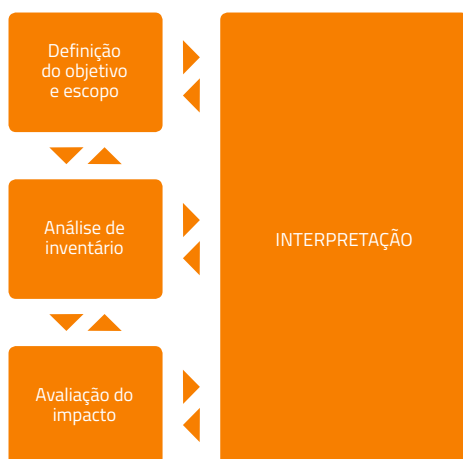 Definição
do objetivo
e escopo
Análise de
inventário
INTERPRETAÇÃO
Avaliação do
impacto